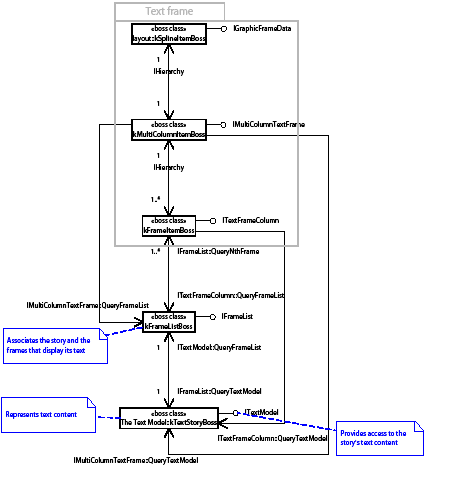 Text frame
«boss class»
layout::kSplineItemBoss
IGraphicFrameData
1
IHierarchy
1
«boss class»
kMultiColumnItemBoss
IMultiColumnTextFrame
1
IHierarchy
1..*
«boss class»
kFrameItemBoss
ITextFrameColumn
1..*
IFrameList::QueryNthFrame
ITextFrameColumn::QueryFrameList
IMultiColumnTextFrame::QueryFrameList
«boss class»
kFrameListBoss
IFrameList
Associates the story and the
frames that display its text
1
ITextModel::QueryFrameList
1
IFrameList::QueryTextModel
«boss class»
The Text Model::kTextStoryBoss
ITextModel
Represents text content
ITextFrameColumn::QueryTextModel
Provides access to the
story's text content
IMultiColumnTextFrame::QueryTextModel